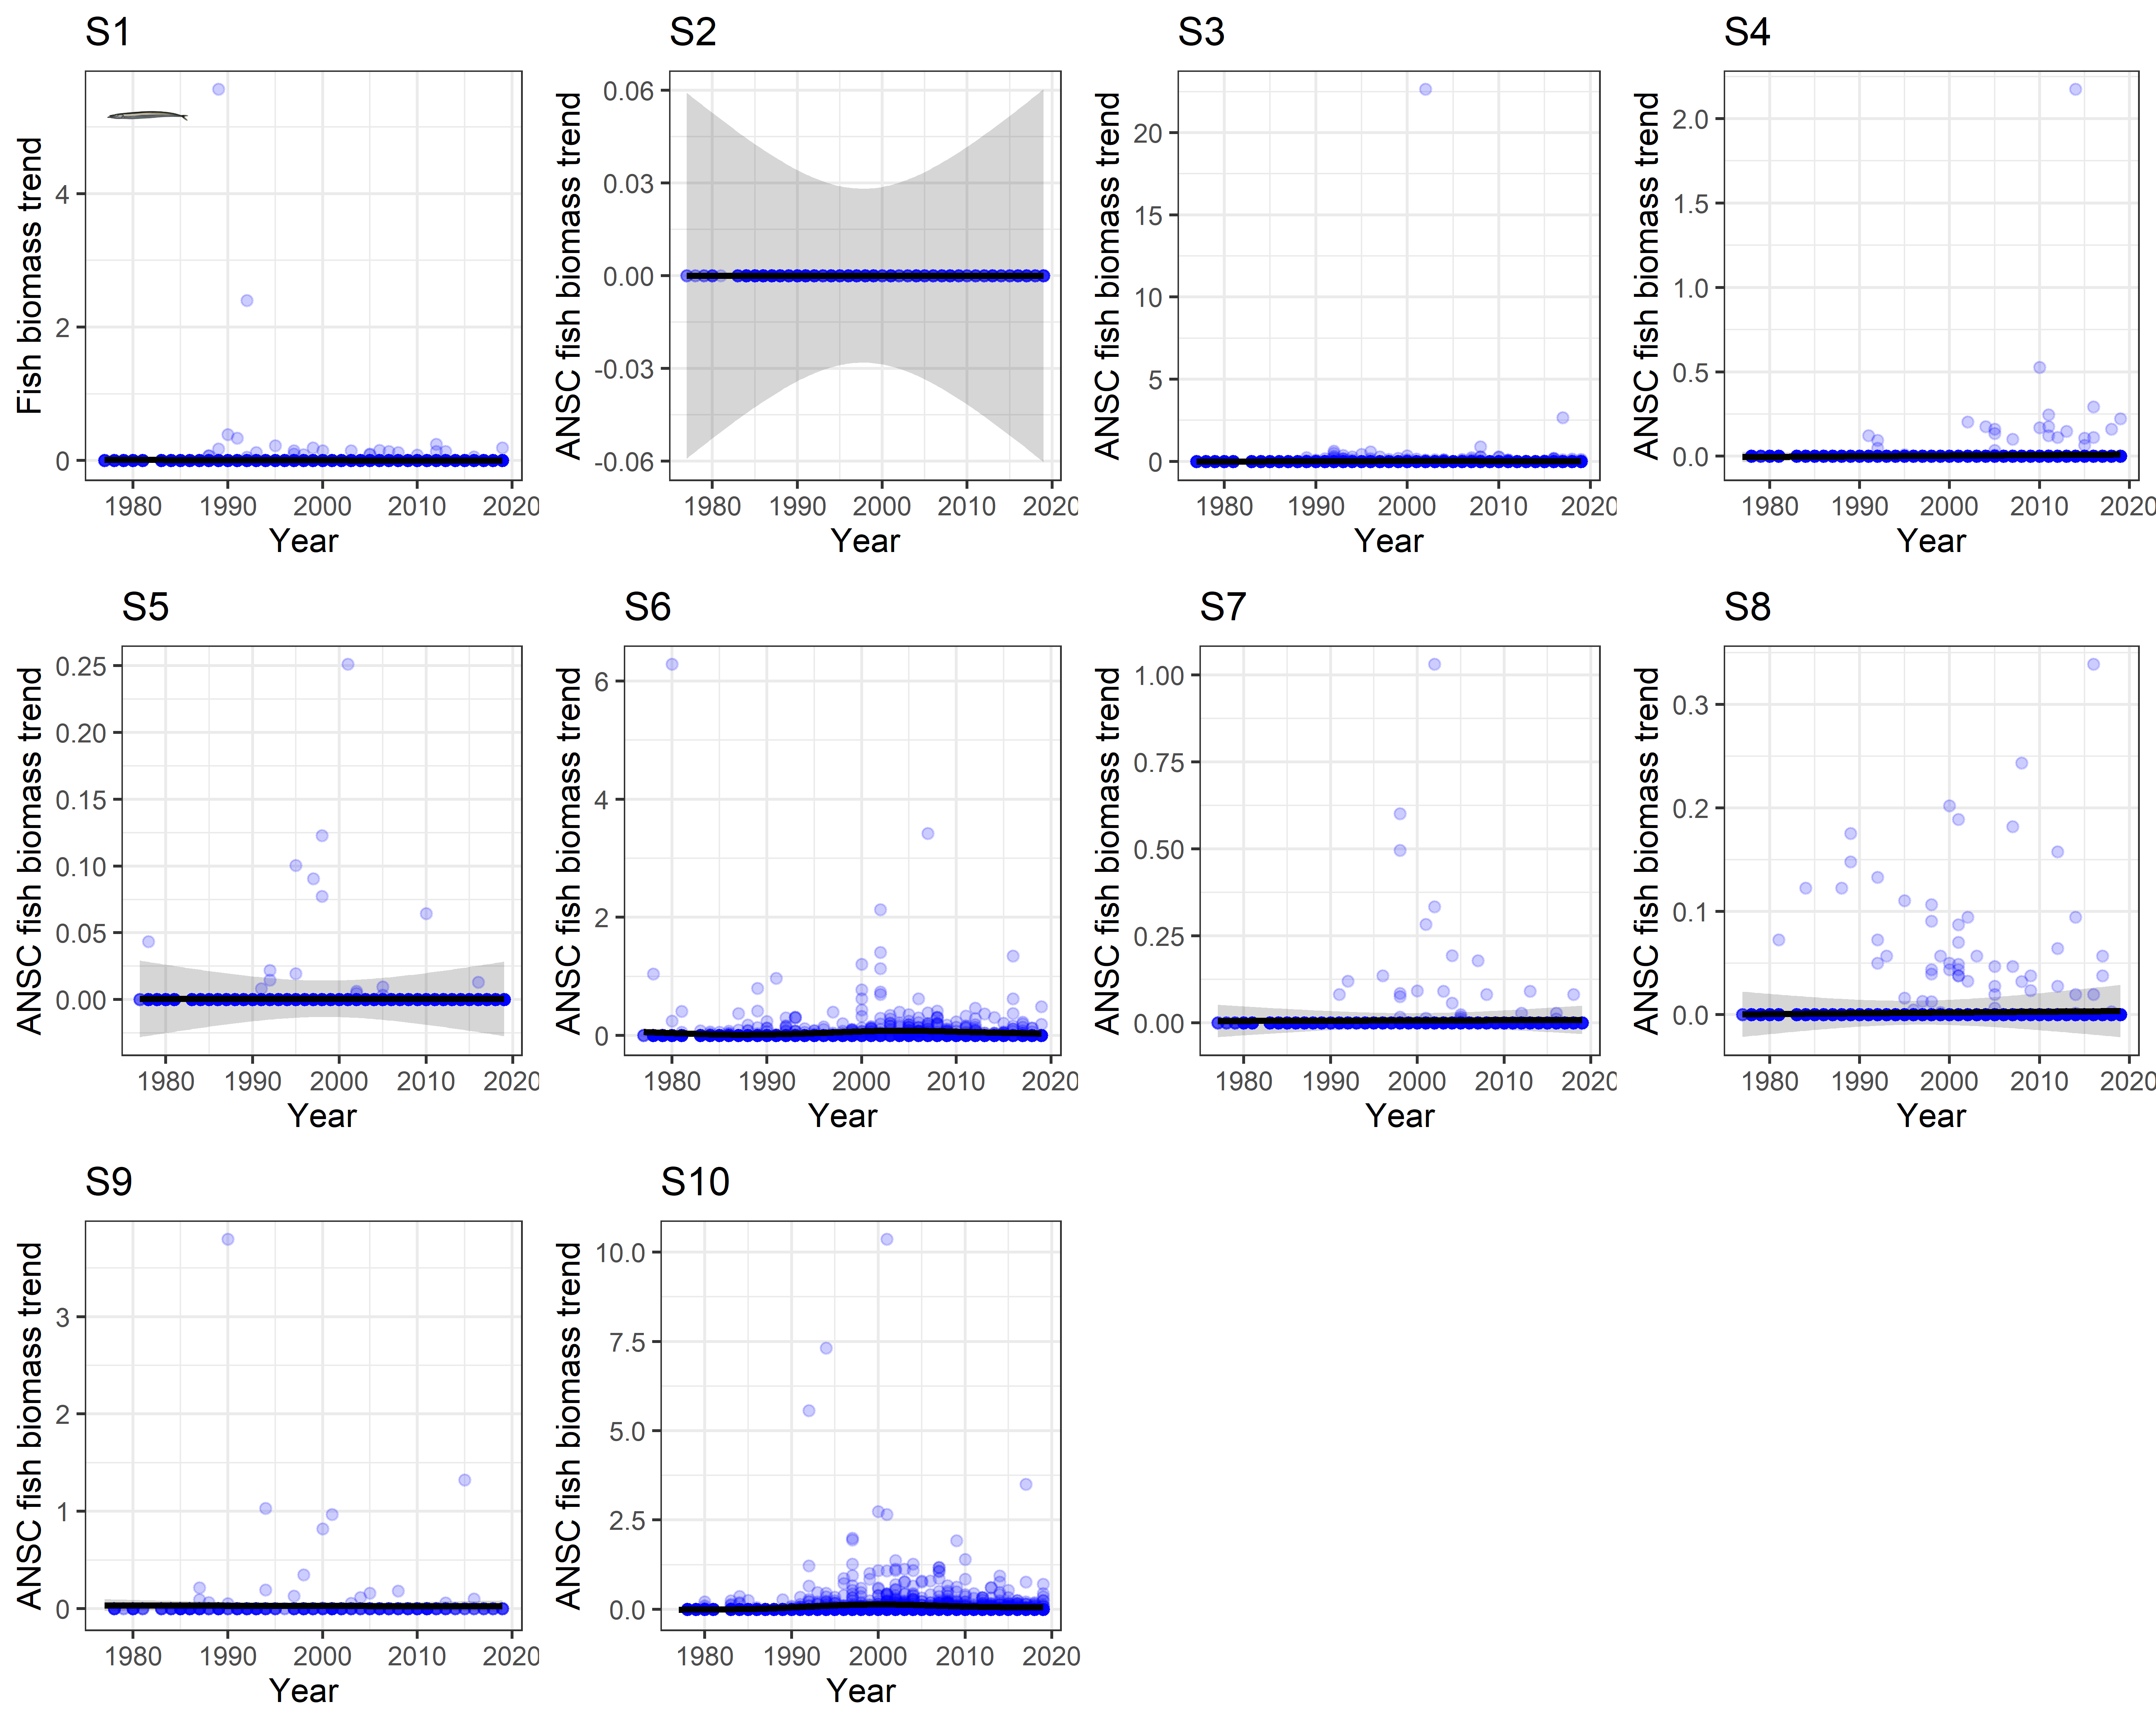 S1
Fish biomass trend
4
2
0
1980 1990 2000 2010 2020
Year
S2
ANSC fish biomass trend
0.06
0.03
0.00
-0.03
-0.06
1980 1990 2000 2010 2020
Year
S3
ANSC fish biomass trend
20
15
10
5
0
1980 1990 2000 2010 2020
Year
S4
ANSC fish biomass trend
2.0
1.5
1.0
0.5
0.0
1980 1990 2000 2010 2020
Year
S5
ANSC fish biomass trend
0.25
0.20
0.15
0.10
0.05
0.00
1980 1990 2000 2010 2020
Year
S6
ANSC fish biomass trend
6
4
2
0
1980 1990 2000 2010 2020
Year
S7
ANSC fish biomass trend
1.00
0.75
0.50
0.25
0.00
1980 1990 2000 2010 2020
Year
S8
ANSC fish biomass trend
0.3
0.2
0.1
0.0
1980 1990 2000 2010 2020
Year
S9
ANSC fish biomass trend
3
2
1
0
1980 1990 2000 2010 2020
Year
S10
ANSC fish biomass trend
10.0
7.5
5.0
2.5
0.0
1980 1990 2000 2010 2020
Year